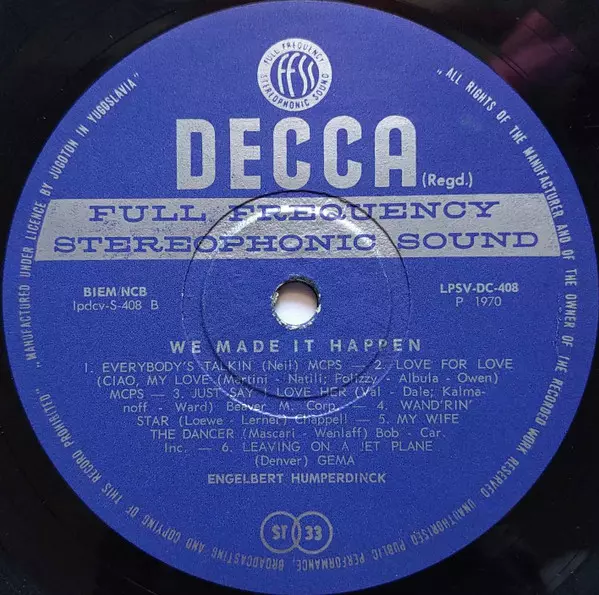 FULL FREQUENCY
FFSS
STEREOPHONIC SOUND
DECCA (Regd.)
FULL FREQUENCY
STEREOPHONIC SOUND
BIEM/NCB
lpdcv-S-408 B
LPSV-DC-408
P 1970
WE MADE IT HAPPEN
1. EVERYBODY'S TALKIN (Neil) MCPS — 2. LOVE FOR LOVE
(CIAO, MY LOVE (Martini - Natili; Polizzy - Albula - Owen)
MCPS — 3. JUST SAY I LOVE HER (Val - Dale; Kalma-
noff - Ward) Beaver M. Corp. — 4. WAND'RIN'
STAR (Loewe - Lerner) Chappell — 5. MY WIFE
THE DANCER (Mascari - Wenlaff) Bob - Car.
Inc. — 6. LEAVING ON A JET PLANE
(Denver) GEMA
ENGELBERT HUMPERDINCK
ST 33
"MANUFACTURED UNDER LICENCE BY JUGOTON IN YUGOSLAVIA"
"ALL RIGHTS OF THE MANUFACTURER AND OF THE OWNER OF THE RECORDED WORK RESERVED UNAUTHORISED PUBLIC PERFORMANCE, BROADCASTING AND COPYING OF THIS RECORD PROHIBITED"